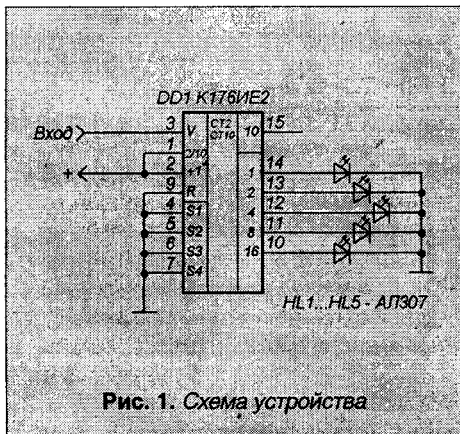 DD1 К176ИЕ2
Вход 3 V CT2 10 15
1 2/10 CT10
+ 2 +1 1 14
9 R 2 13
4 S1 4 12
5 S2 8 11
6 S3 16 10
7 S4
HL1...HL5 - АЛ307
Рис. 1. Схема устройства